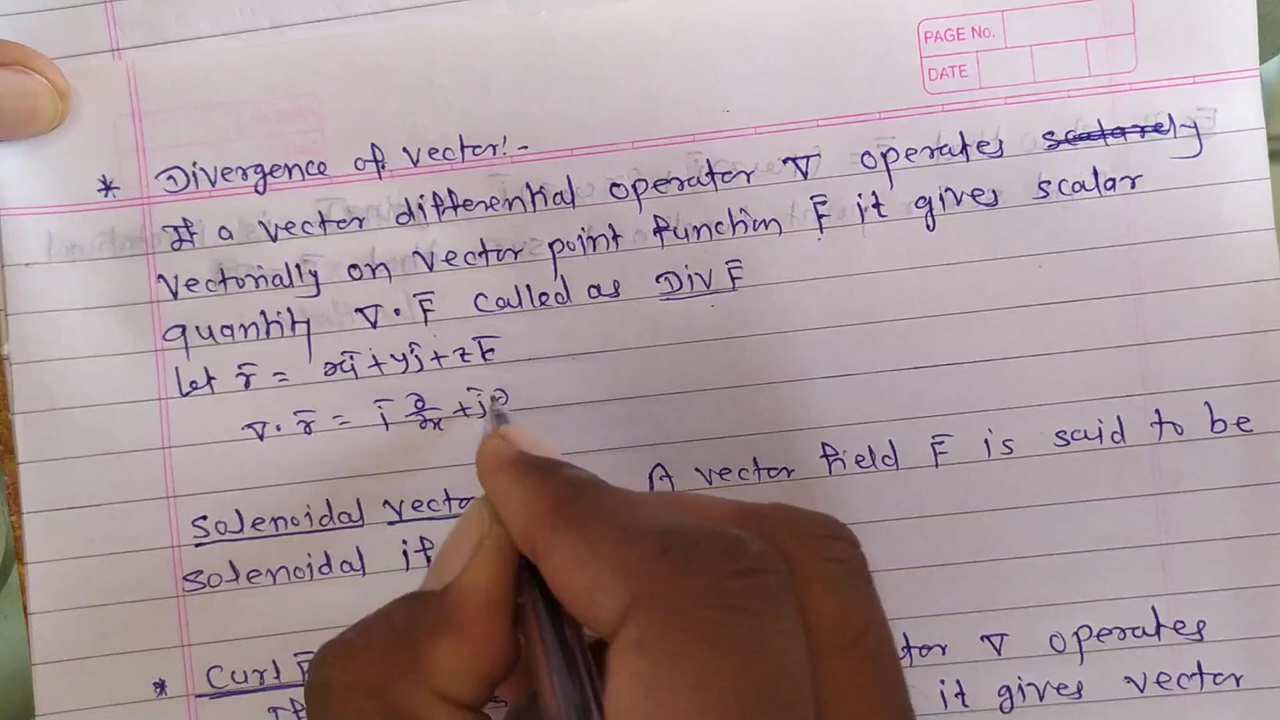 PAGE No.
DATE
* Divergence of vector:-
If a vector differential operator ∇ operates scalarely
vectorially on vector point function F̄ it gives scalar
quantity ∇·F̄ called as Div F̄
Let r̄ = xī+yj̄+zk̄
∇·r̄ = ī ∂/∂x + j̄ ∂
Solenoidal A vector field F̄ is said to be
solenoidal if
* Curl F̄ ∇ operates
If it gives vector